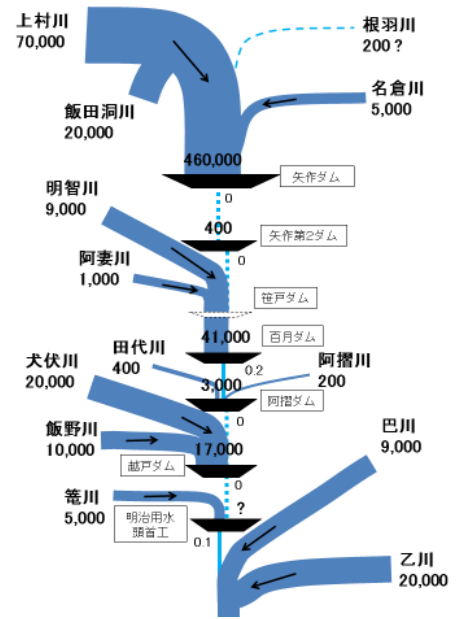 上村川
70,000
根羽川
200？
飯田洞川
20,000
名倉川
5,000
460,000
矢作ダム
0
明智川
9,000
400
矢作第2ダム
0
阿妻川
1,000
笹戸ダム
41,000
百月ダム
田代川
400
0.2
阿摺川
200
犬伏川
20,000
3,000
阿摺ダム
0
飯野川
10,000
17,000
越戸ダム
0
巴川
9,000
篭川
5,000
?
明治用水
頭首工
0.1
乙川
20,000